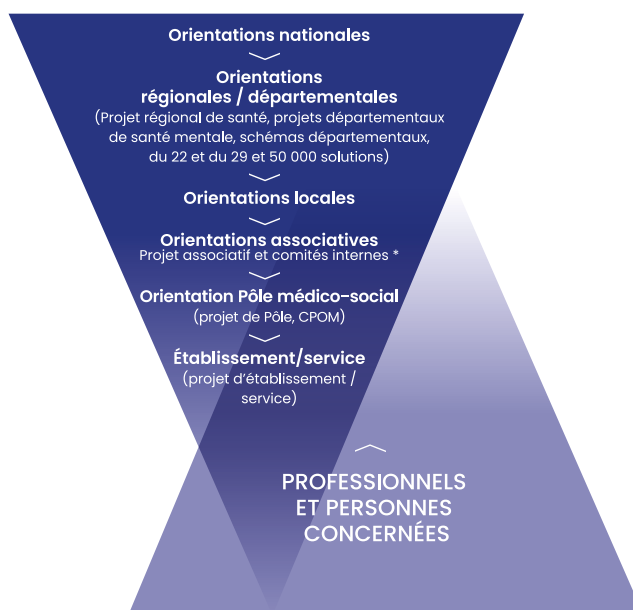 Orientations nationales
Orientations
régionales / départementales
(Projet régional de santé, projets départementaux
de santé mentale, schémas départementaux,
du 22 et du 29 et 50 000 solutions)
Orientations locales
Orientations associatives
Projet associatif et comités internes *
Orientation Pôle médico-social
(projet de Pôle, CPOM)
Établissement/service
(projet d'établissement /
service)
PROFESSIONNELS
ET PERSONNES
CONCERNÉES